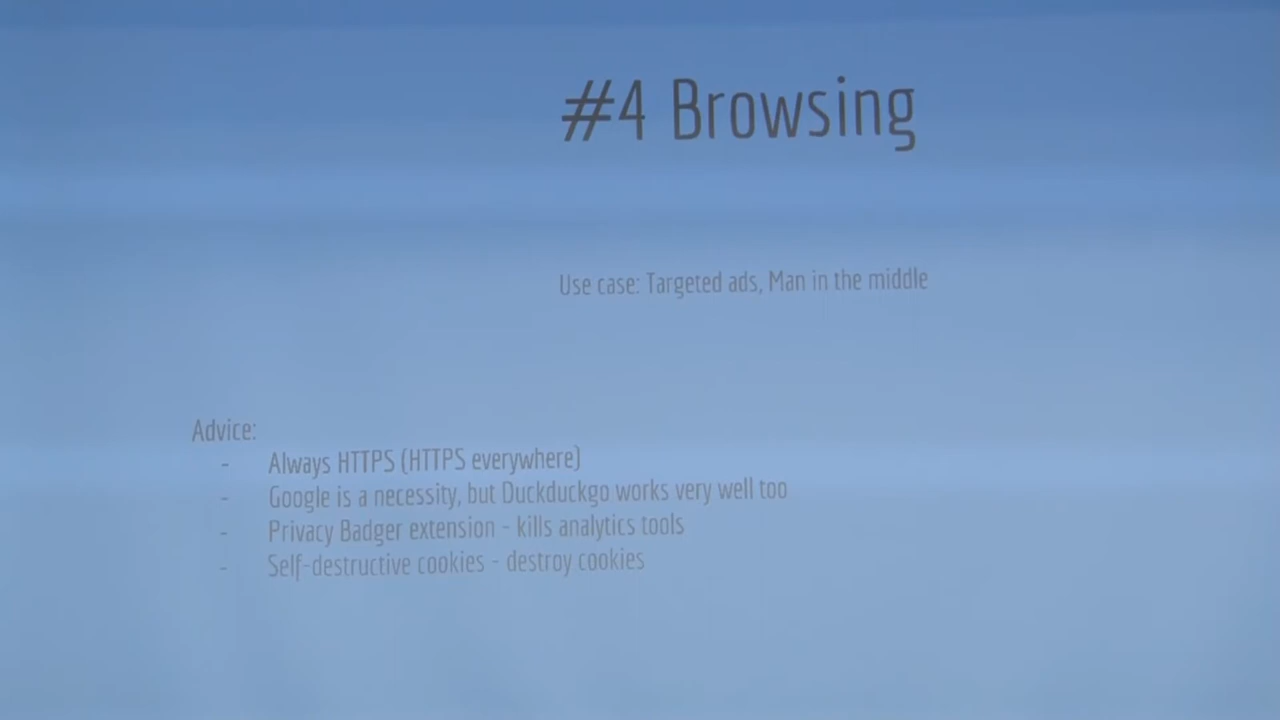 #4 Browsing
Use case: Targeted ads, Man in the middle
Advice:
- Always HTTPS (HTTPS everywhere)
- Google is a necessity, but Duckduckgo works very well too
- Privacy Badger extension - kills analytics tools
- Self-destructive cookies - destroy cookies